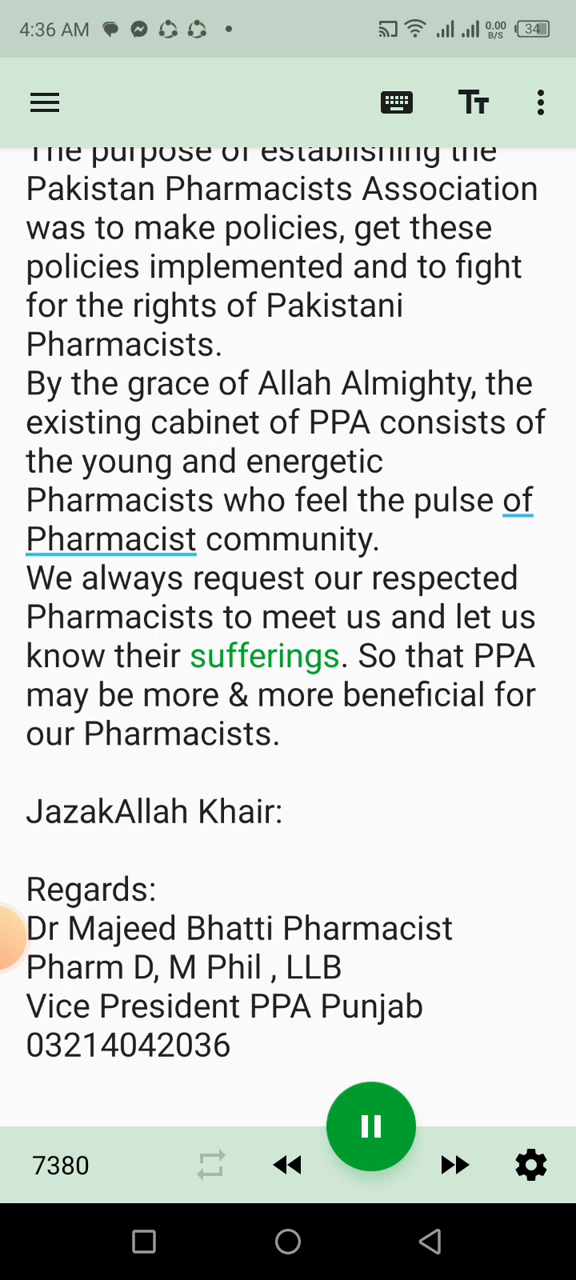 4:36 AM
0,00
B/S
34
TT
The purpose of establishing the
Pakistan Pharmacists Association
was to make policies, get these
policies implemented and to fight
for the rights of Pakistani
Pharmacists.
By the grace of Allah Almighty, the
existing cabinet of PPA consists of
the young and energetic
Pharmacists who feel the pulse of
Pharmacist community.
We always request our respected
Pharmacists to meet us and let us
know their sufferings. So that PPA
may be more & more beneficial for
our Pharmacists.
JazakAllah Khair:
Regards:
Dr Majeed Bhatti Pharmacist
Pharm D, M Phil , LLB
Vice President PPA Punjab
03214042036
7380